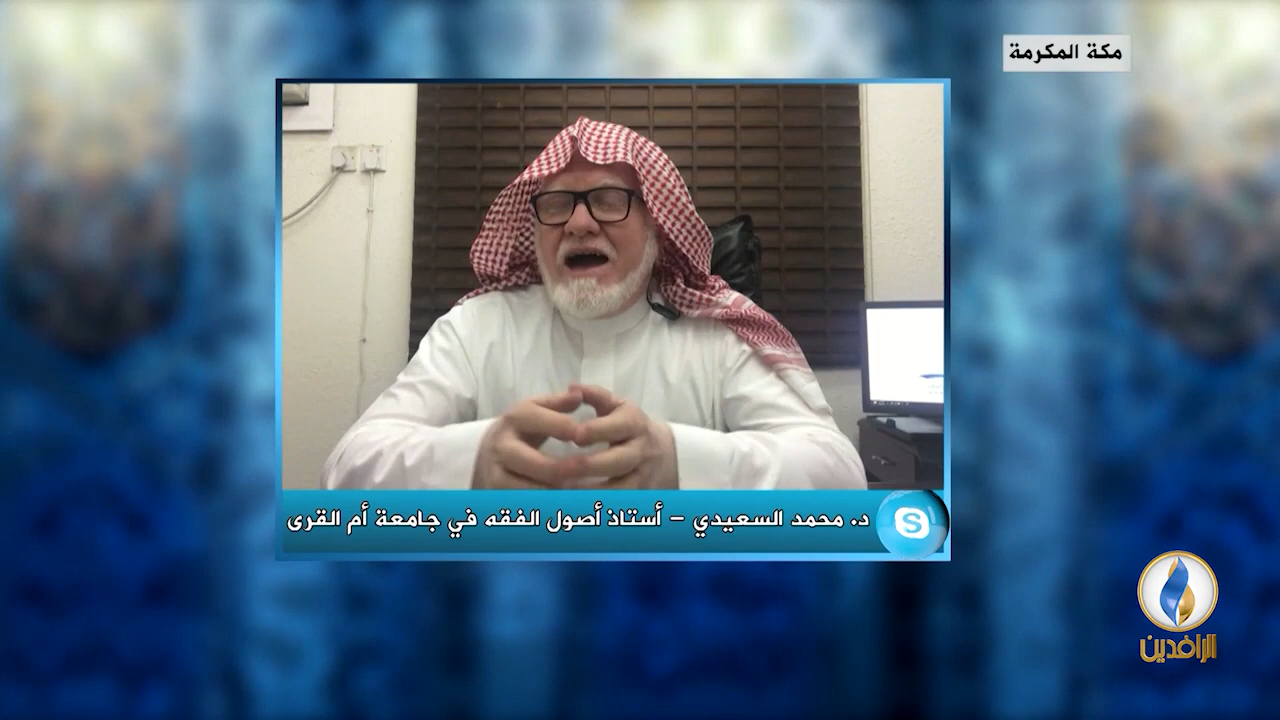 مكة المكرمة
د. محمد السعيدي – أستاذ أصول الفقه في جامعة أم القرى
الرافدين